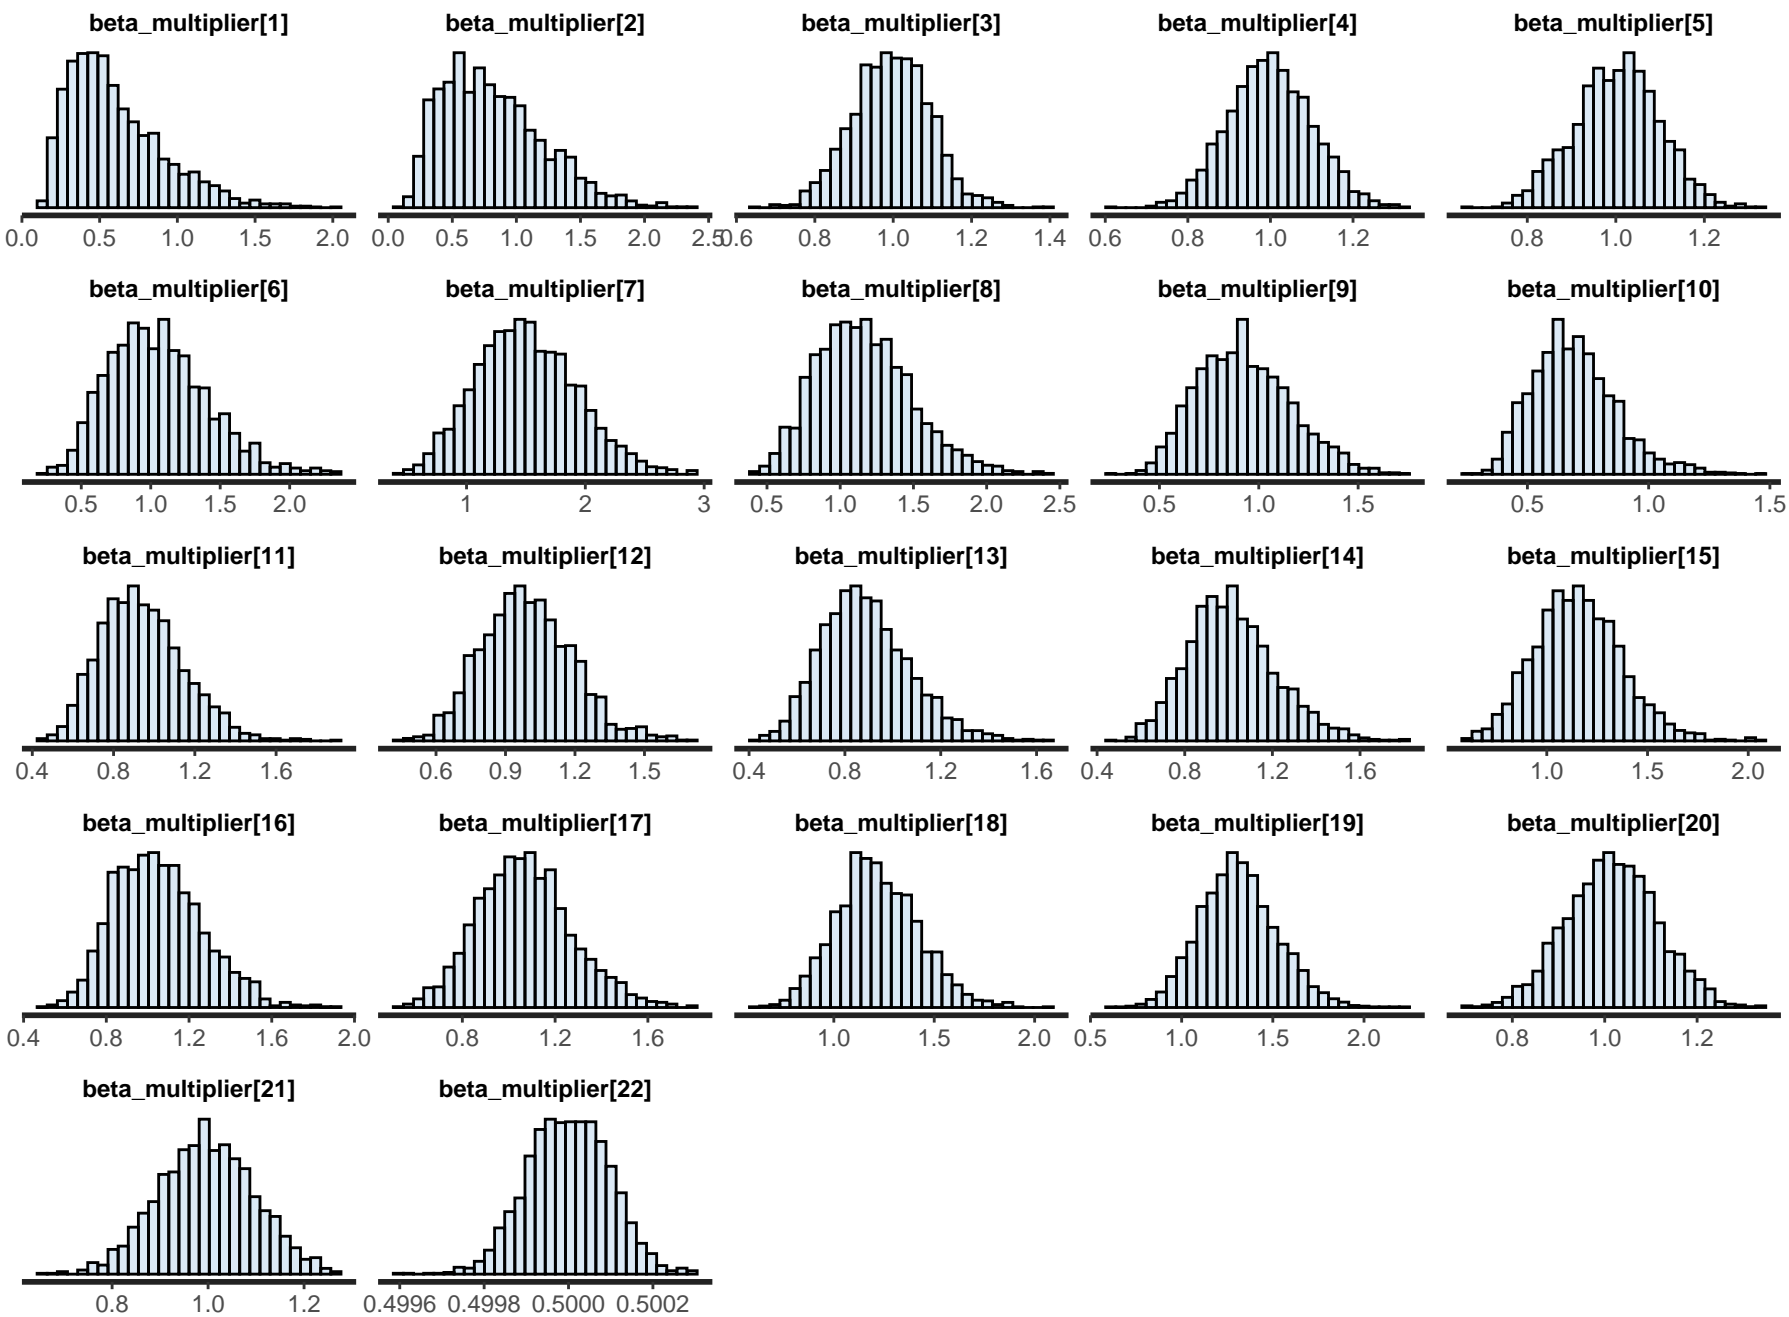 beta_multiplier[1] beta_multiplier[2] beta_multiplier[3] beta_multiplier[4] beta_multiplier[5]
0.0 0.5 1.0 1.5 2.0 0.0 0.5 1.0 1.5 2.0 2.5 0.6 0.8 1.0 1.2 1.4 0.6 0.8 1.0 1.2 0.8 1.0 1.2
beta_multiplier[6] beta_multiplier[7] beta_multiplier[8] beta_multiplier[9] beta_multiplier[10]
0.5 1.0 1.5 2.0 1 2 3 0.5 1.0 1.5 2.0 2.5 0.5 1.0 1.5 0.5 1.0 1.5
beta_multiplier[11] beta_multiplier[12] beta_multiplier[13] beta_multiplier[14] beta_multiplier[15]
0.4 0.8 1.2 1.6 0.6 0.9 1.2 1.5 0.4 0.8 1.2 1.6 0.4 0.8 1.2 1.6 1.0 1.5 2.0
beta_multiplier[16] beta_multiplier[17] beta_multiplier[18] beta_multiplier[19] beta_multiplier[20]
0.4 0.8 1.2 1.6 2.0 0.8 1.2 1.6 1.0 1.5 2.0 0.5 1.0 1.5 2.0 0.8 1.0 1.2
beta_multiplier[21] beta_multiplier[22]
0.8 1.0 1.2 0.4996 0.4998 0.5000 0.5002